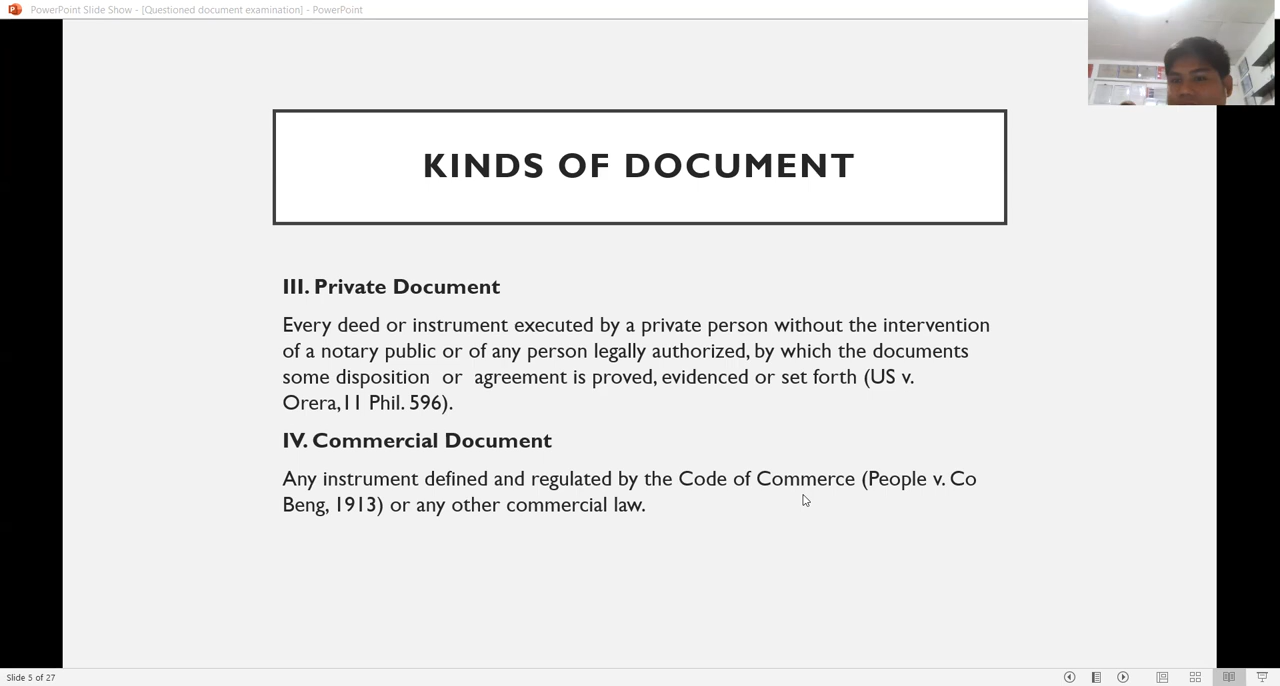 PowerPoint Slide Show - [Questioned document examination] - PowerPoint
KINDS OF DOCUMENT
III. Private Document
Every deed or instrument executed by a private person without the intervention
of a notary public or of any person legally authorized, by which the documents
some disposition  or  agreement is proved, evidenced or set forth (US v.
Orera,11 Phil. 596).
IV. Commercial Document
Any instrument defined and regulated by the Code of Commerce (People v. Co
Beng, 1913) or any other commercial law.
Slide 5 of 27